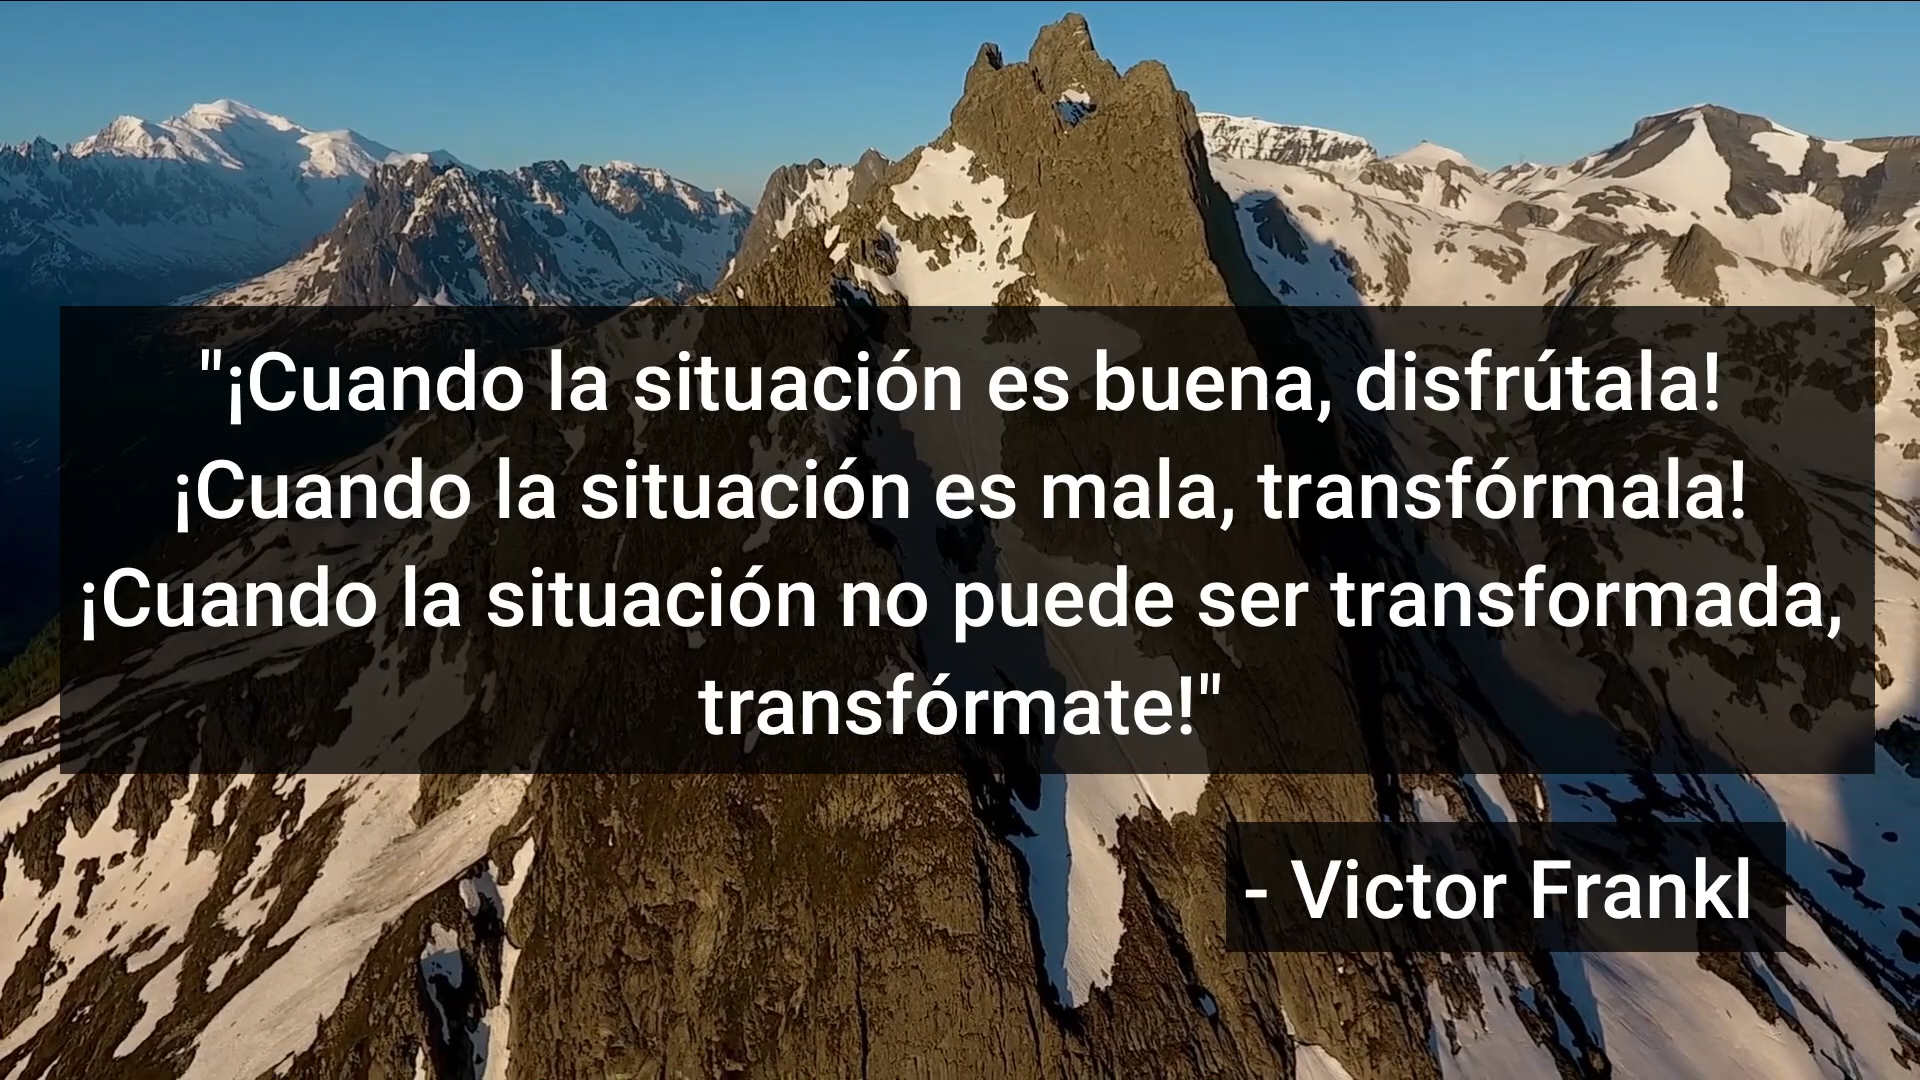 "¡Cuando la situación es buena, disfrútala!
¡Cuando la situación es mala, transfórmala!
¡Cuando la situación no puede ser transformada,
transfórmate!"
- Victor Frankl